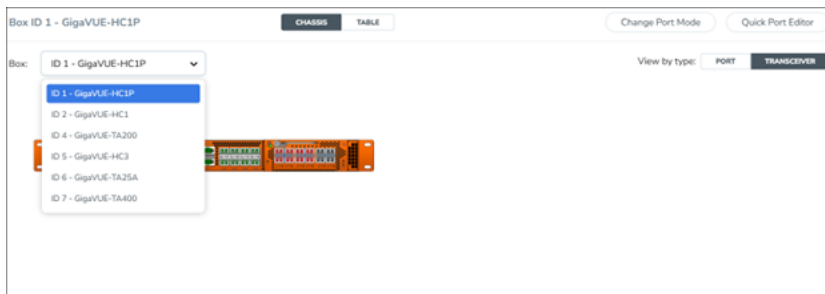 Box ID 1 - GigaVUE-HC1P
CHASSIS
TABLE
Change Port Mode
Quick Port Editor
Box:
ID 1 - GigaVUE-HC1P
View by type:
PORT
TRANSCEIVER
ID 1 - GigaVUE-HC1P
ID 2 - GigaVUE-HC1
ID 4 - GigaVUE-TA200
ID 5 - GigaVUE-HC3
ID 6 - GigaVUE-TA25A
ID 7 - GigaVUE-TA400